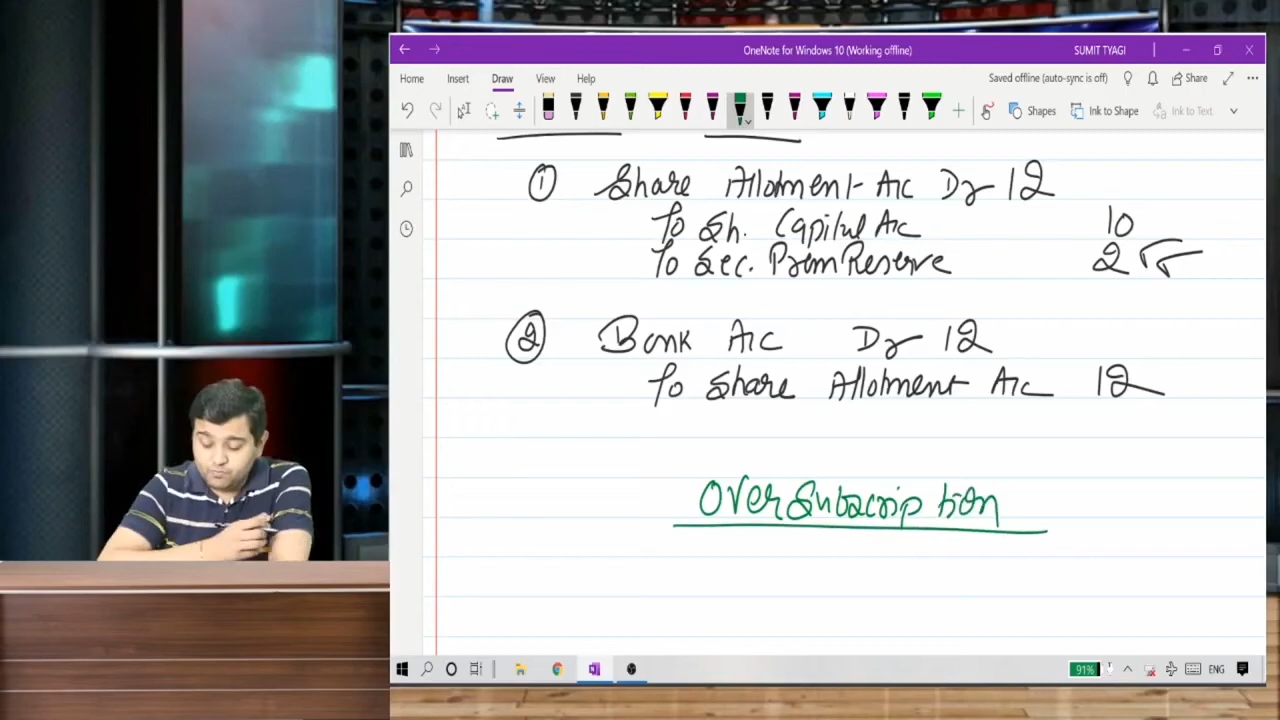 OneNote for Windows 10 (Working offline)
SUMIT TYAGI
Home Insert Draw View Help
Saved offline (auto-sync is off)
Share
Shapes
Ink to Shape
Ink to Text
① Share Allotment A/c Dr 12
To Sh. Capital A/c 10
To Sec. Prem Reserve 2
② Bank A/c Dr 12
To Share Allotment A/c 12
OverSubscription
91%
ENG